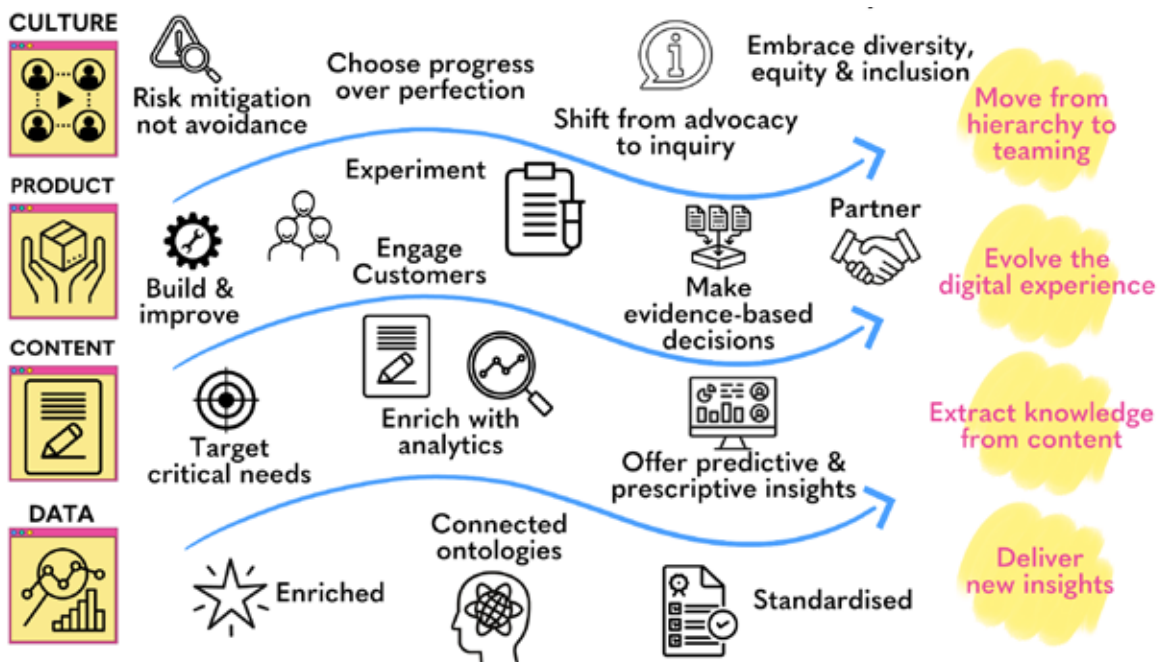 CULTURE
Risk mitigation
not avoidance
Choose progress
over perfection
Shift from advocacy
to inquiry
Embrace diversity,
equity & inclusion
Move from
hierarchy to
teaming
PRODUCT
Build &
improve
Experiment
Engage
Customers
Make
evidence-based
decisions
Partner
Evolve the
digital experience
CONTENT
Target
critical needs
Enrich with
analytics
Offer predictive &
prescriptive insights
Extract knowledge
from content
DATA
Enriched
Connected
ontologies
Standardised
Deliver
new insights